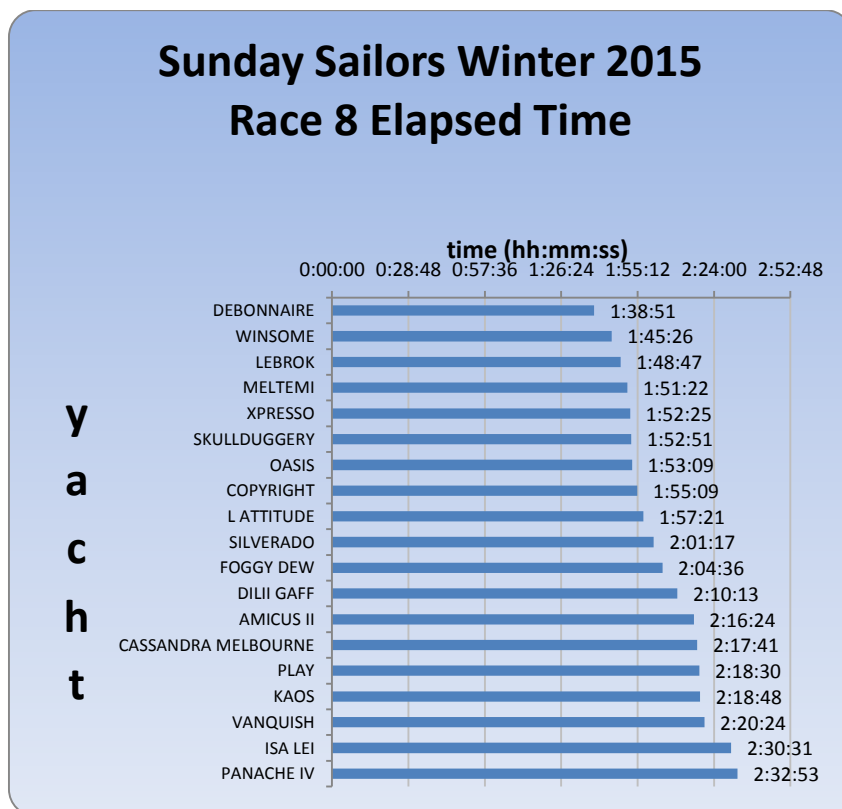 Sunday Sailors Winter 2015
Race 8 Elapsed Time
time (hh:mm:ss)
0:00:00 0:28:48 0:57:36 1:26:24 1:55:12 2:24:00 2:52:48
DEBONNAIRE 1:38:51
WINSOME 1:45:26
LEBROK 1:48:47
MELTEMI 1:51:22
XPRESSO 1:52:25
SKULLDUGGERY 1:52:51
OASIS 1:53:09
COPYRIGHT 1:55:09
L ATTITUDE 1:57:21
SILVERADO 2:01:17
FOGGY DEW 2:04:36
DILII GAFF 2:10:13
AMICUS II 2:16:24
CASSANDRA MELBOURNE 2:17:41
PLAY 2:18:30
KAOS 2:18:48
VANQUISH 2:20:24
ISA LEI 2:30:31
PANACHE IV 2:32:53
yacht